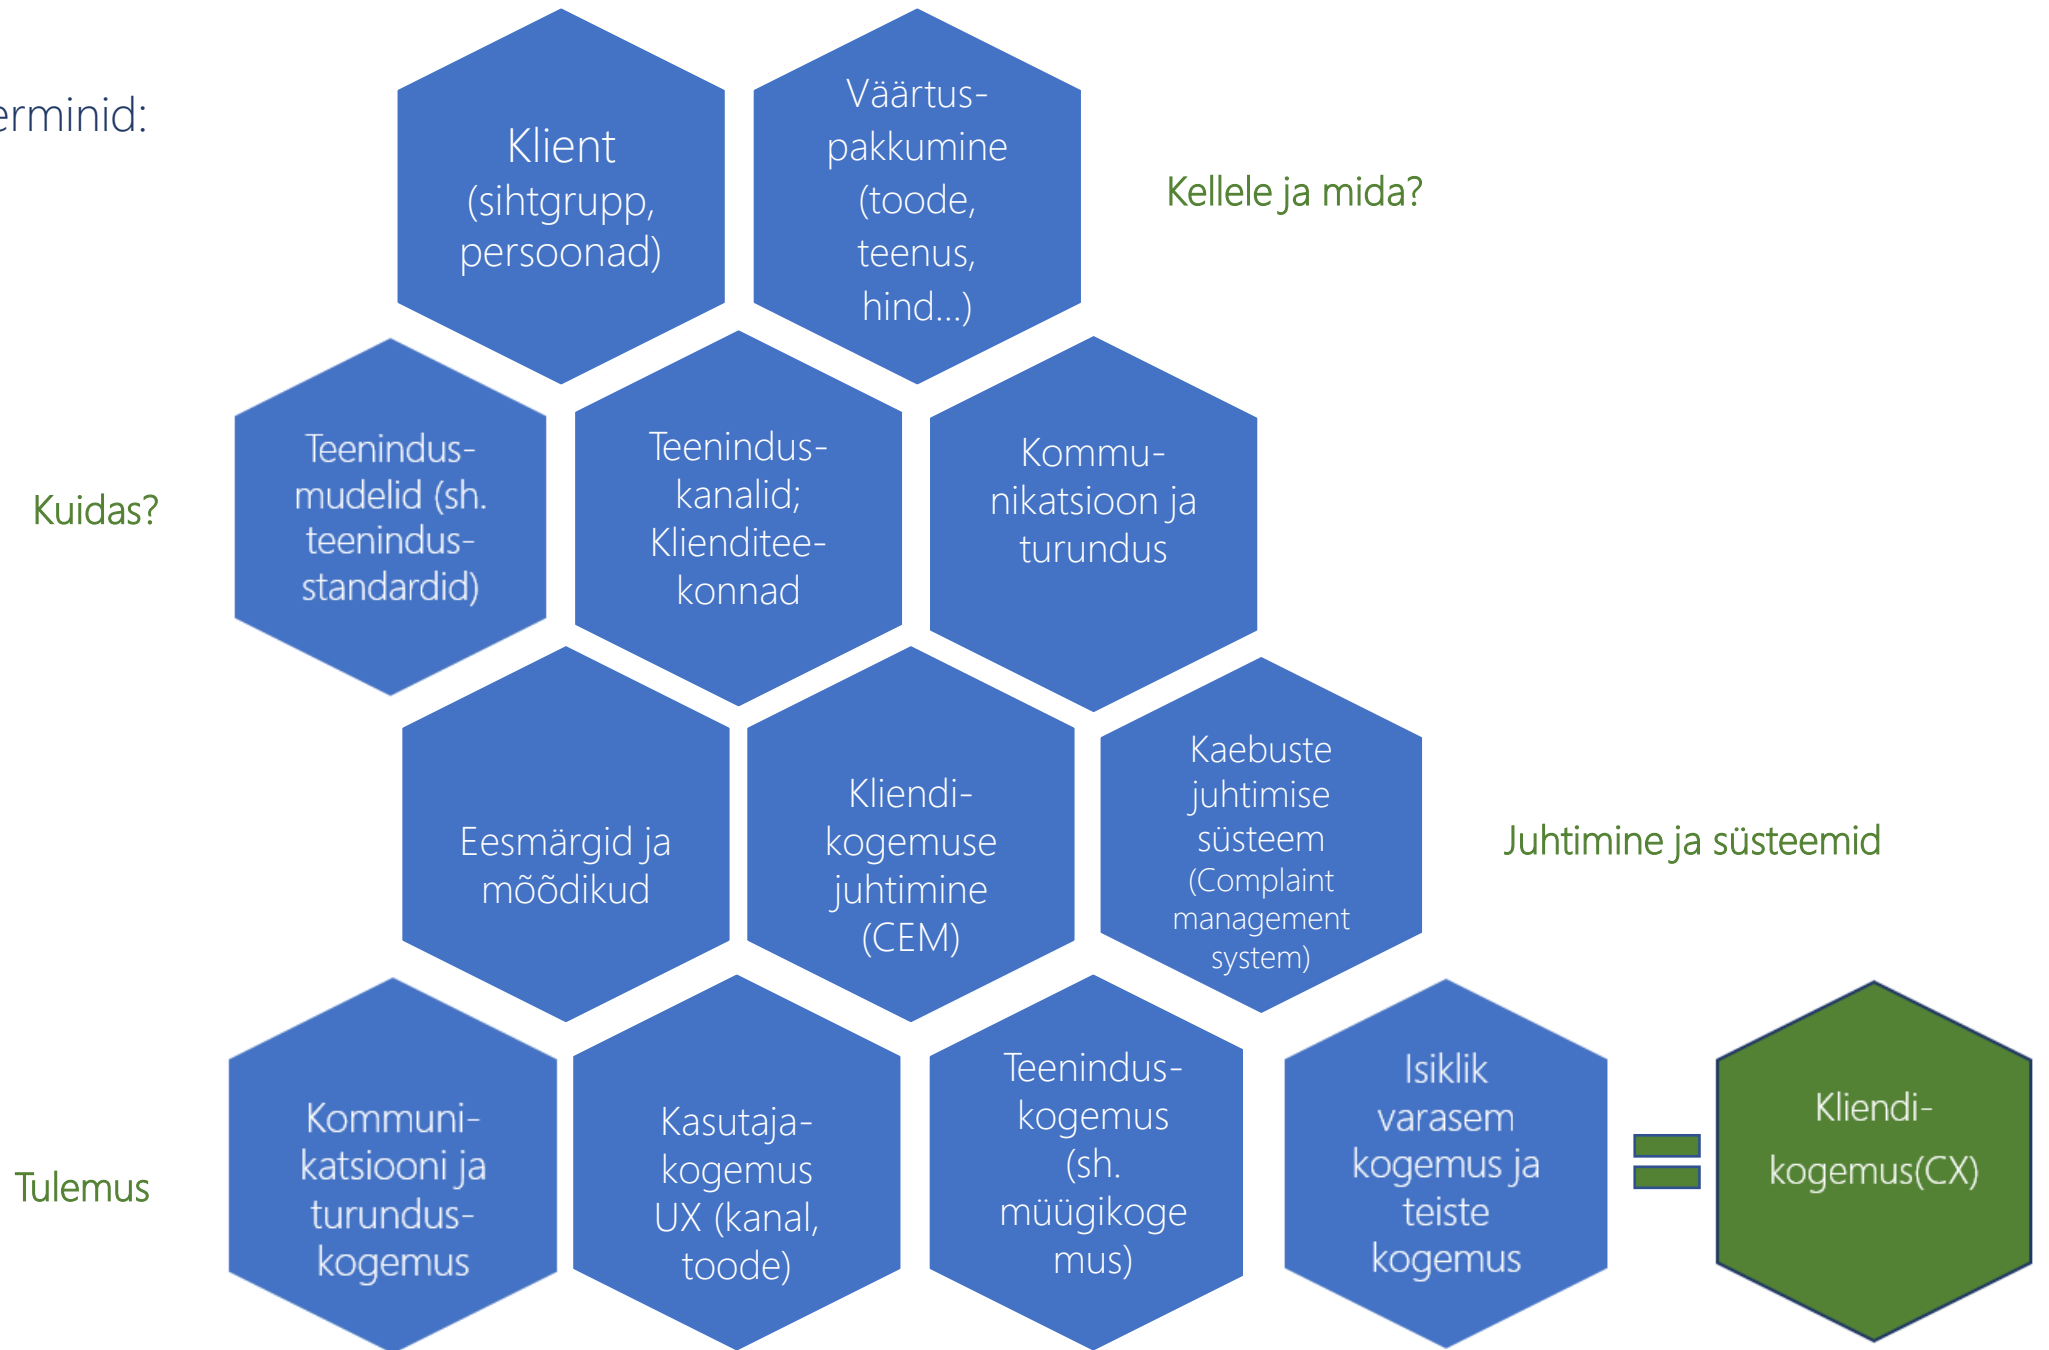 erminid:
Klient
(sihtgrupp,
persoonad)
Väärtus-
pakkumine
(toode,
teenus,
hind...)
Kellele ja mida?
Kuidas?
Teenindus-
mudelid (sh.
teenindus-
standardid)
Teenindus-
kanalid;
Klienditee-
konnad
Kommu-
nikatsioon ja
turundus
Eesmärgid ja
mõõdikud
Kliendi-
kogemuse
juhtimine
(CEM)
Kaebuste
juhtimise
süsteem
(Complaint
management
system)
Juhtimine ja süsteemid
Tulemus
Kommuni-
katsiooni ja
turundus-
kogemus
Kasutaja-
kogemus
UX (kanal,
toode)
Teenindus-
kogemus
(sh.
müügikoge
mus)
Isiklik
varasem
kogemus ja
teiste
kogemus
Kliendi-
kogemus(CX)